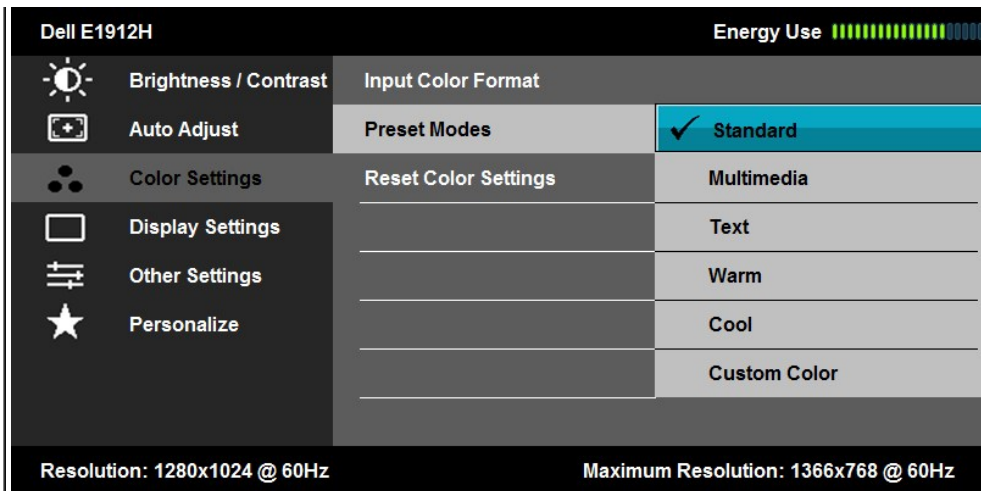 Dell E1912H Energy Use
Brightness / Contrast Input Color Format
Auto Adjust Preset Modes Standard
Color Settings Reset Color Settings Multimedia
Display Settings Text
Other Settings Warm
Personalize Cool
Custom Color
Resolution: 1280x1024 @ 60Hz Maximum Resolution: 1366x768 @ 60Hz